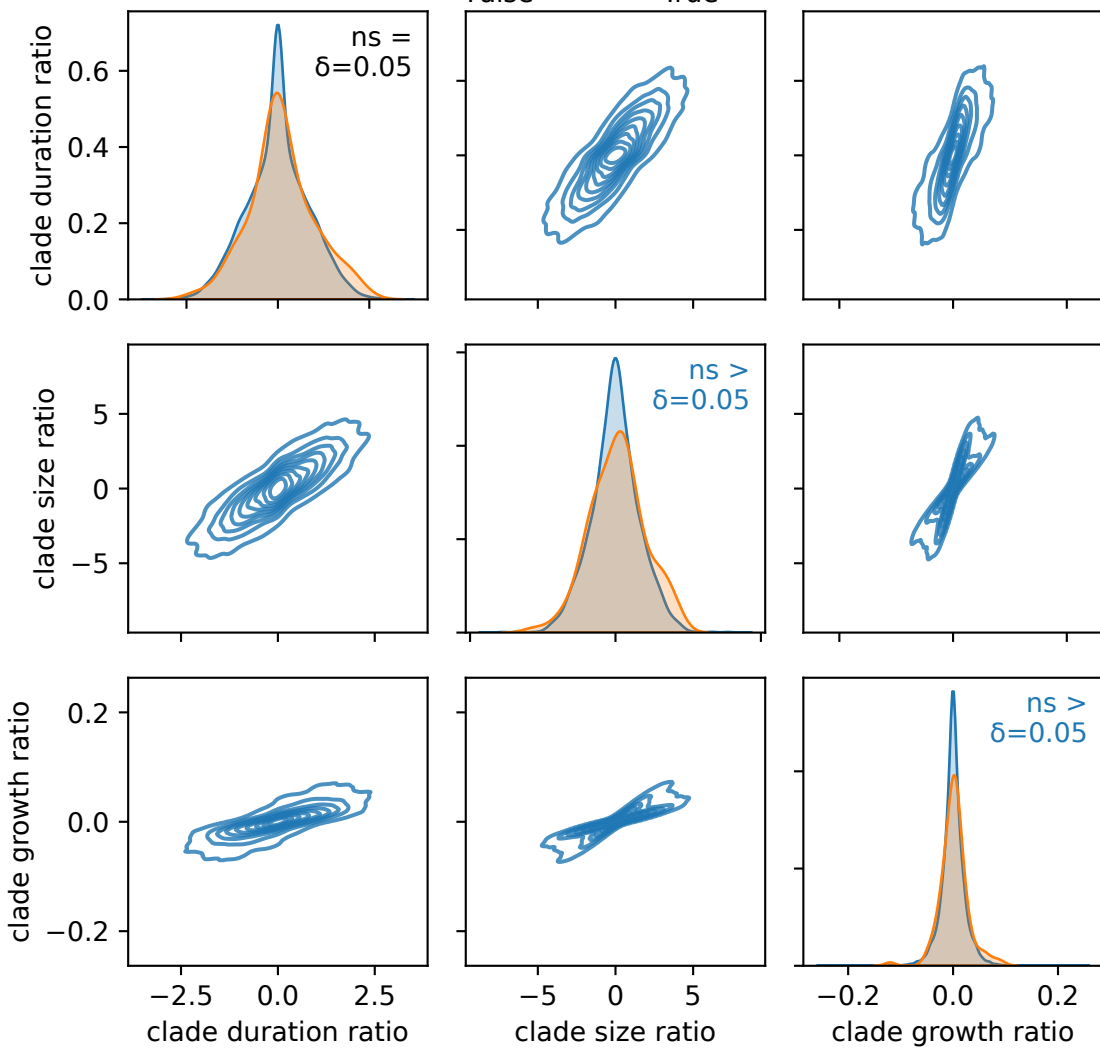 ns =
δ=0.05
clade duration ratio
0.6
0.4
0.2
0.0
ns >
δ=0.05
clade size ratio
5
0
−5
ns >
δ=0.05
clade growth ratio
0.2
0.0
−0.2
−2.5 0.0 2.5
−5 0 5
−0.2 0.0 0.2
clade duration ratio
clade size ratio
clade growth ratio